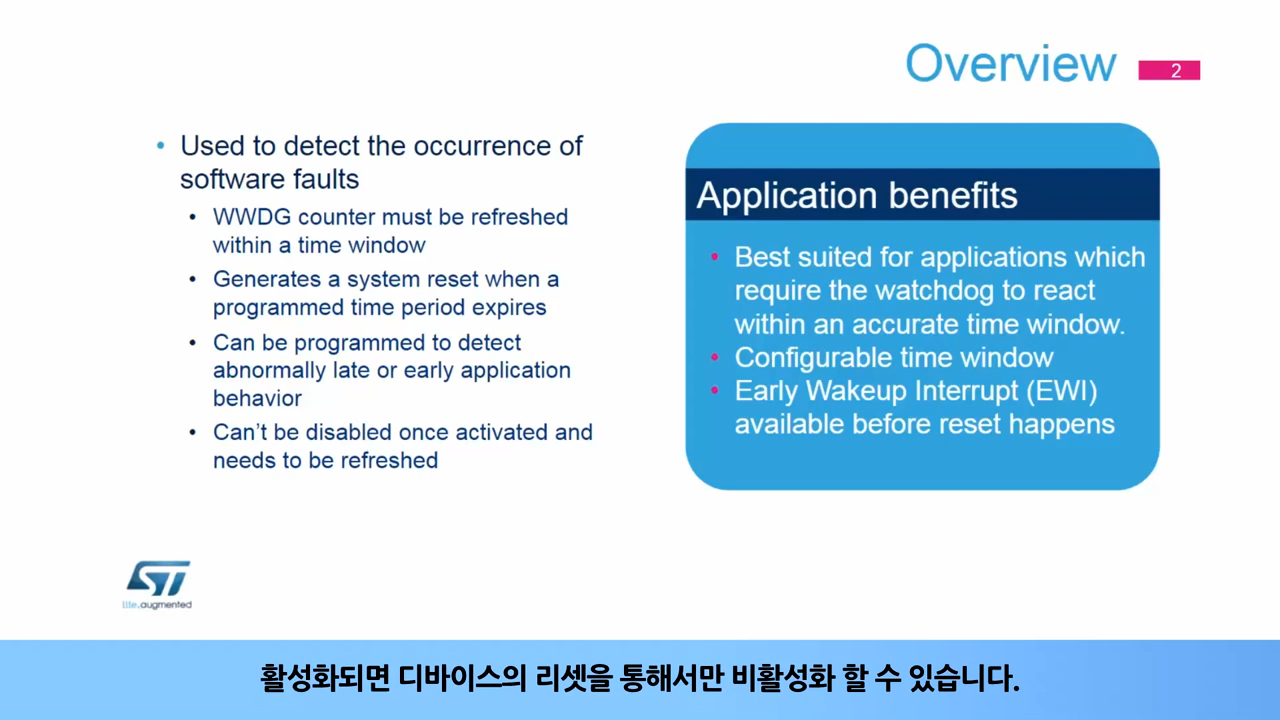 Overview
2
• Used to detect the occurrence of
software faults
• WWDG counter must be refreshed
within a time window
• Generates a system reset when a
programmed time period expires
• Can be programmed to detect
abnormally late or early application
behavior
• Can't be disabled once activated and
needs to be refreshed
Application benefits
• Best suited for applications which
require the watchdog to react
within an accurate time window.
• Configurable time window
• Early Wakeup Interrupt (EWI)
available before reset happens
ST
life.augmented
활성화되면 디바이스의 리셋을 통해서만 비활성화 할 수 있습니다.